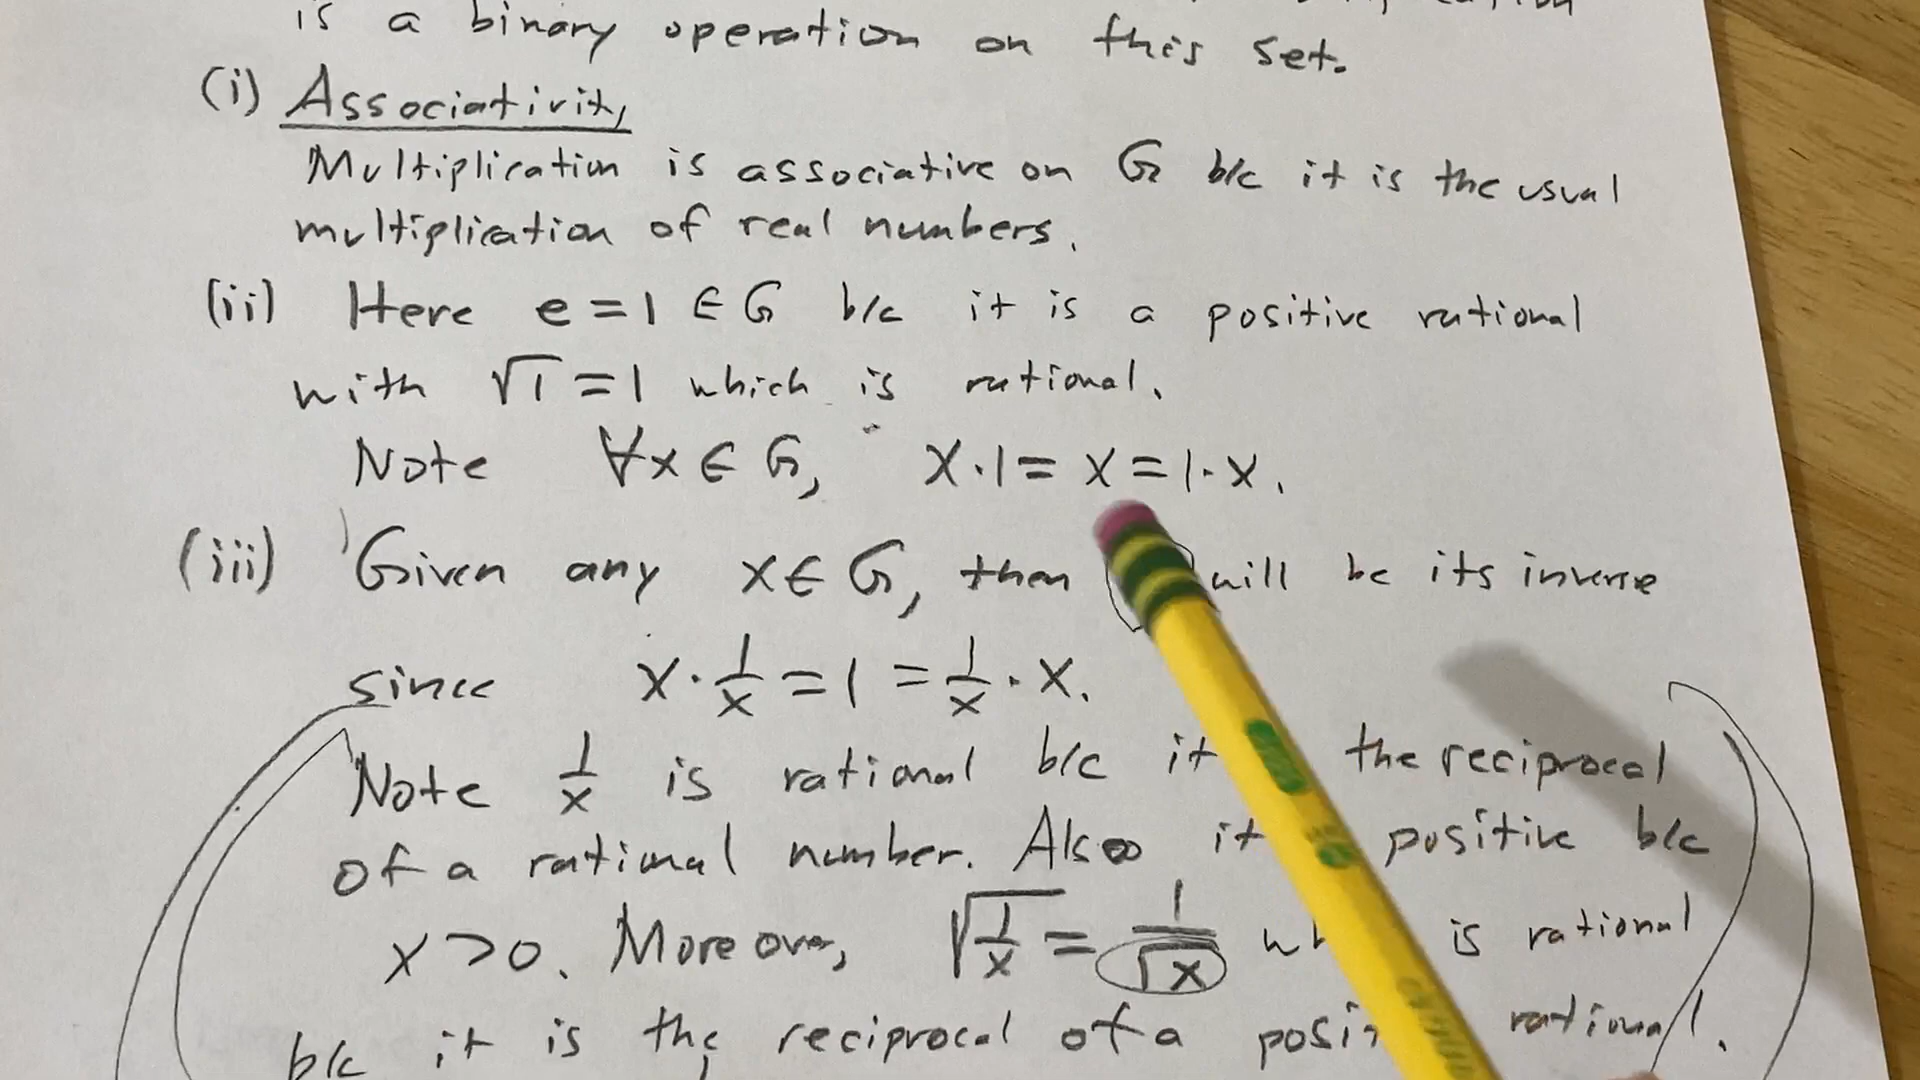 is a binary operation on this set.
(i) Associativity
Multiplication is associative on G b/c it is the usual
multiplication of real numbers.
(ii) Here e = 1 ∈ G b/c it is a positive rational
with √1 = 1 which is rational.
Note ∀x ∈ G, x·1 = x = 1·x.
(iii) Given any x ∈ G, then will be its inverse
since x·1/x = 1 = 1/x·x.
Note 1/x is rational b/c it the reciprocal
of a rational number. Also it positive b/c
x > 0. Moreover, √(1/x) = 1/√x is rational
b/c it is the reciprocal of a rational.